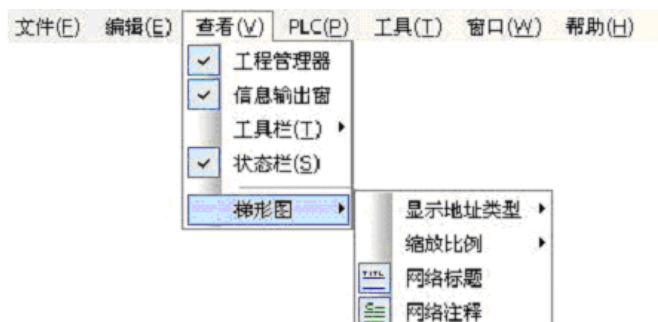 文件(F) 编辑(E) 查看(V) PLC(P) 工具(T) 窗口(W) 帮助(H)
工程管理器
信息输出窗
工具栏(T)
状态栏(S)
梯形图
显示地址类型
缩放比例
TITL
网络标题
网络注释